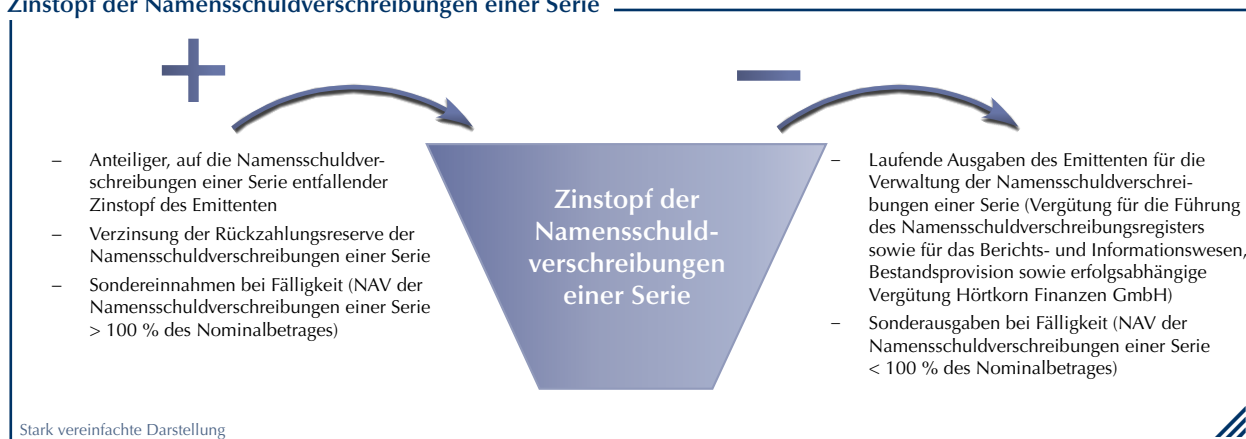 Zinstopf der Namensschuldverschreibungen einer Serie
+
– Anteiliger, auf die Namensschuldver-
schreibungen einer Serie entfallender
Zinstopf des Emittenten
– Verzinsung der Rückzahlungsreserve der
Namensschuldverschreibungen einer Serie
– Sondereinnahmen bei Fälligkeit (NAV der
Namensschuldverschreibungen einer Serie
> 100 % des Nominalbetrages)
Zinstopf der
Namensschuld-
verschreibungen
einer Serie
–
– Laufende Ausgaben des Emittenten für die
Verwaltung der Namensschuldverschrei-
bungen einer Serie (Vergütung für die Führung
des Namensschuldverschreibungsregisters
sowie für das Berichts- und Informationswesen,
Bestandsprovision sowie erfolgsabhängige
Vergütung Hörtkorn Finanzen GmbH)
– Sonderausgaben bei Fälligkeit (NAV der
Namensschuldverschreibungen einer Serie
< 100 % des Nominalbetrages)
Stark vereinfachte Darstellung